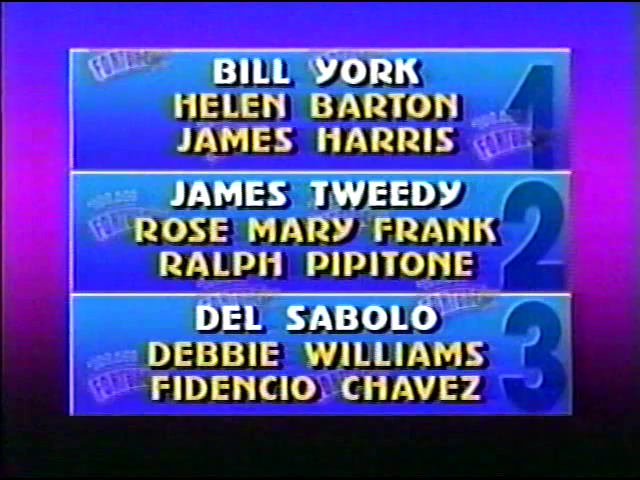 BILL YORK
HELEN BARTON
JAMES HARRIS
1
JAMES TWEEDY
ROSE MARY FRANK
RALPH PIPITONE
2
DEL SABOLO
DEBBIE WILLIAMS
FIDENCIO CHAVEZ
3